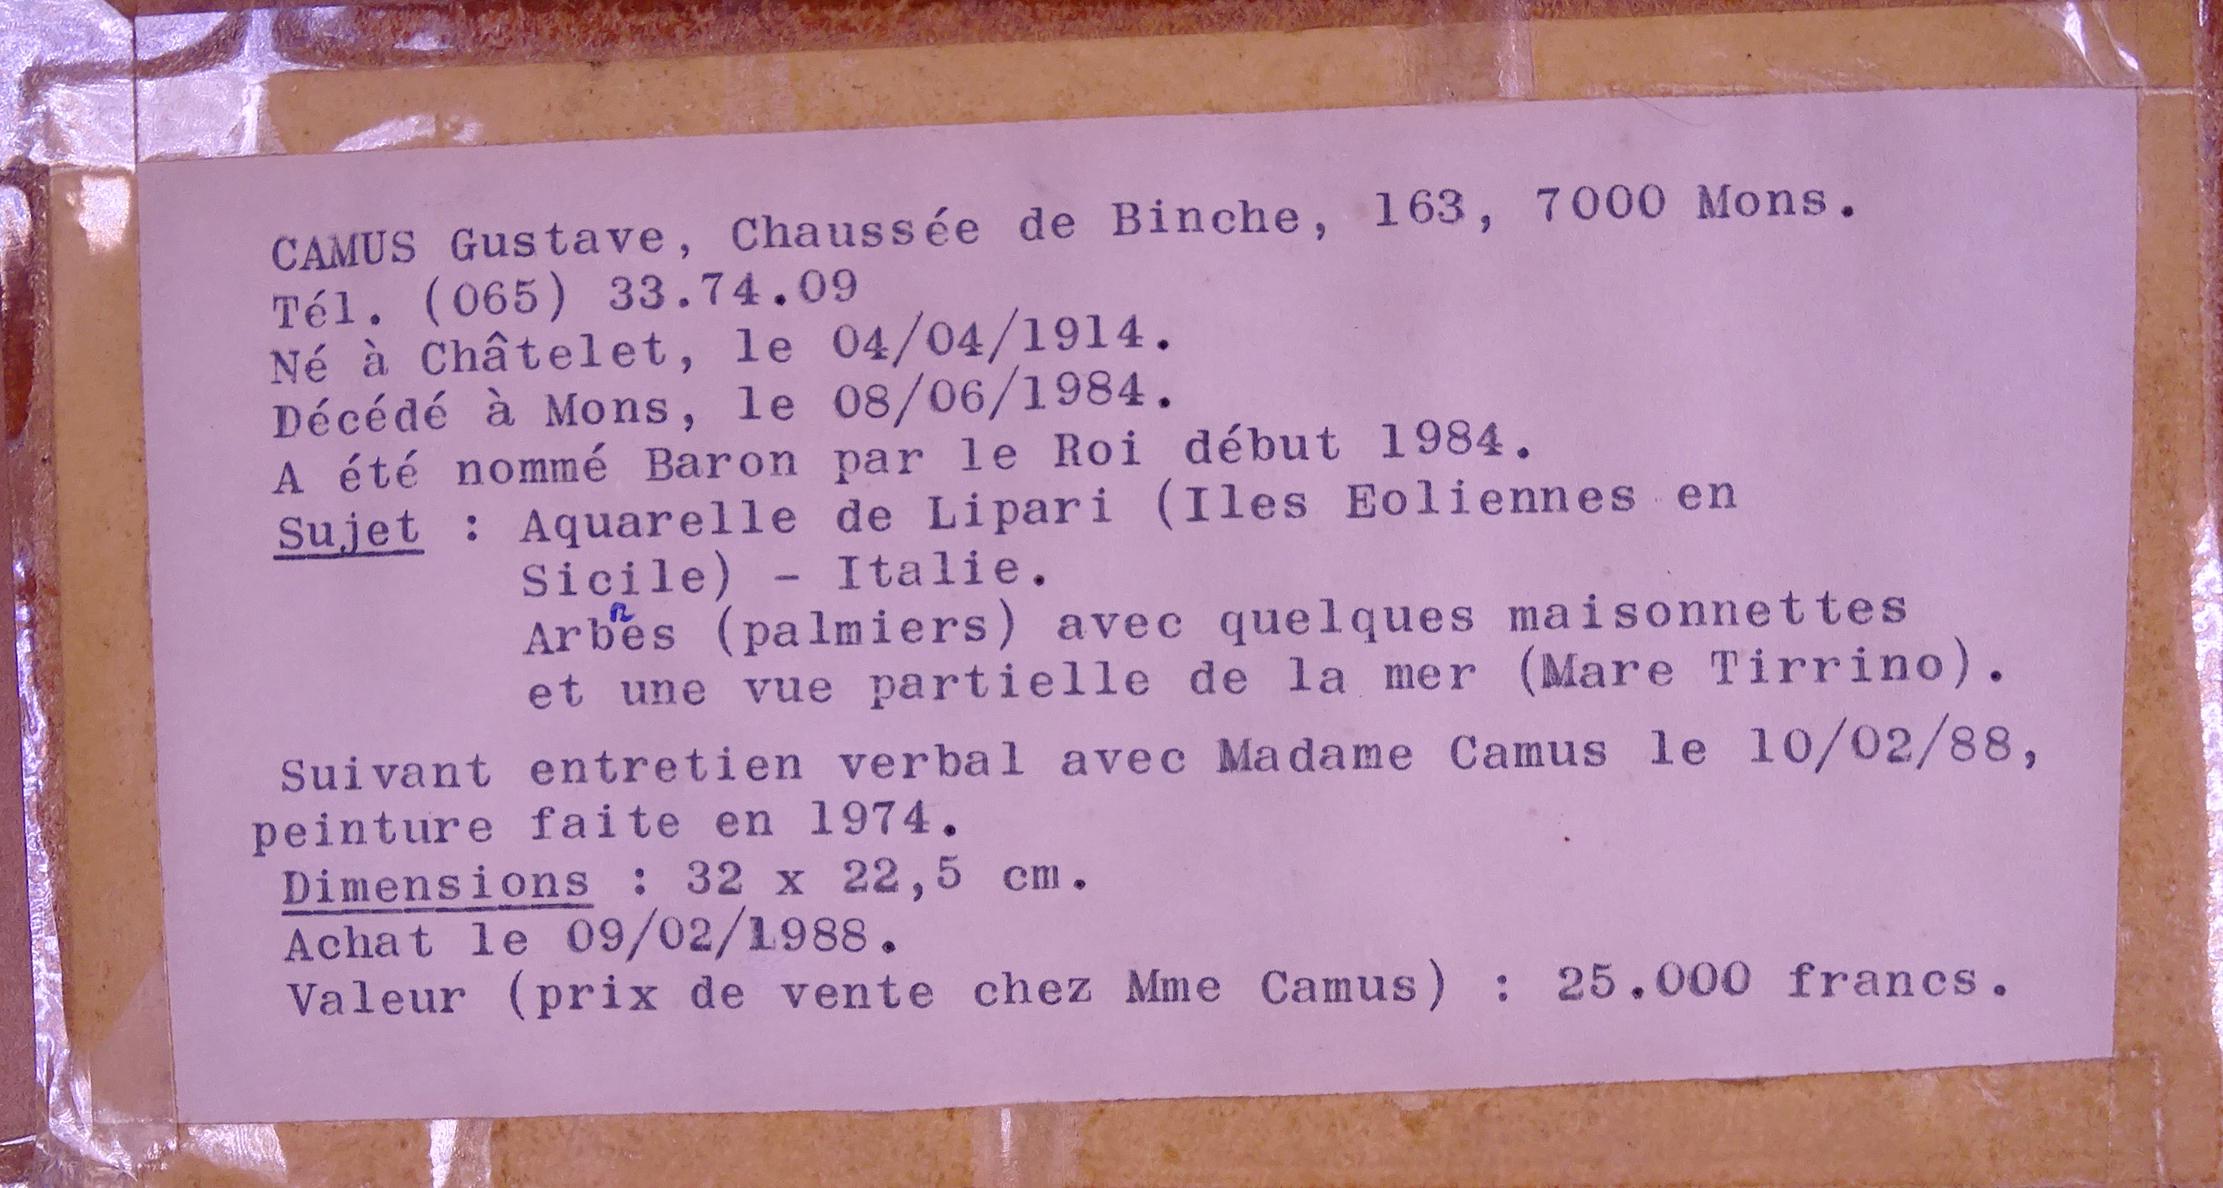 CAMUS Gustave, Chaussée de Binche, 163, 7000 Mons.
Tél. (065) 33.74.09
Né à Châtelet, le 04/04/1914.
Décédé à Mons, le 08/06/1984.
A été nommé Baron par le Roi début 1984.
Sujet : Aquarelle de Lipari (Iles Eoliennes en
Sicile) - Italie.
Arbres (palmiers) avec quelques maisonnettes
et une vue partielle de la mer (Mare Tirrino).
Suivant entretien verbal avec Madame Camus le 10/02/88,
peinture faite en 1974.
Dimensions : 32 x 22,5 cm.
Achat le 09/02/1988.
Valeur (prix de vente chez Mme Camus) : 25.000 francs.